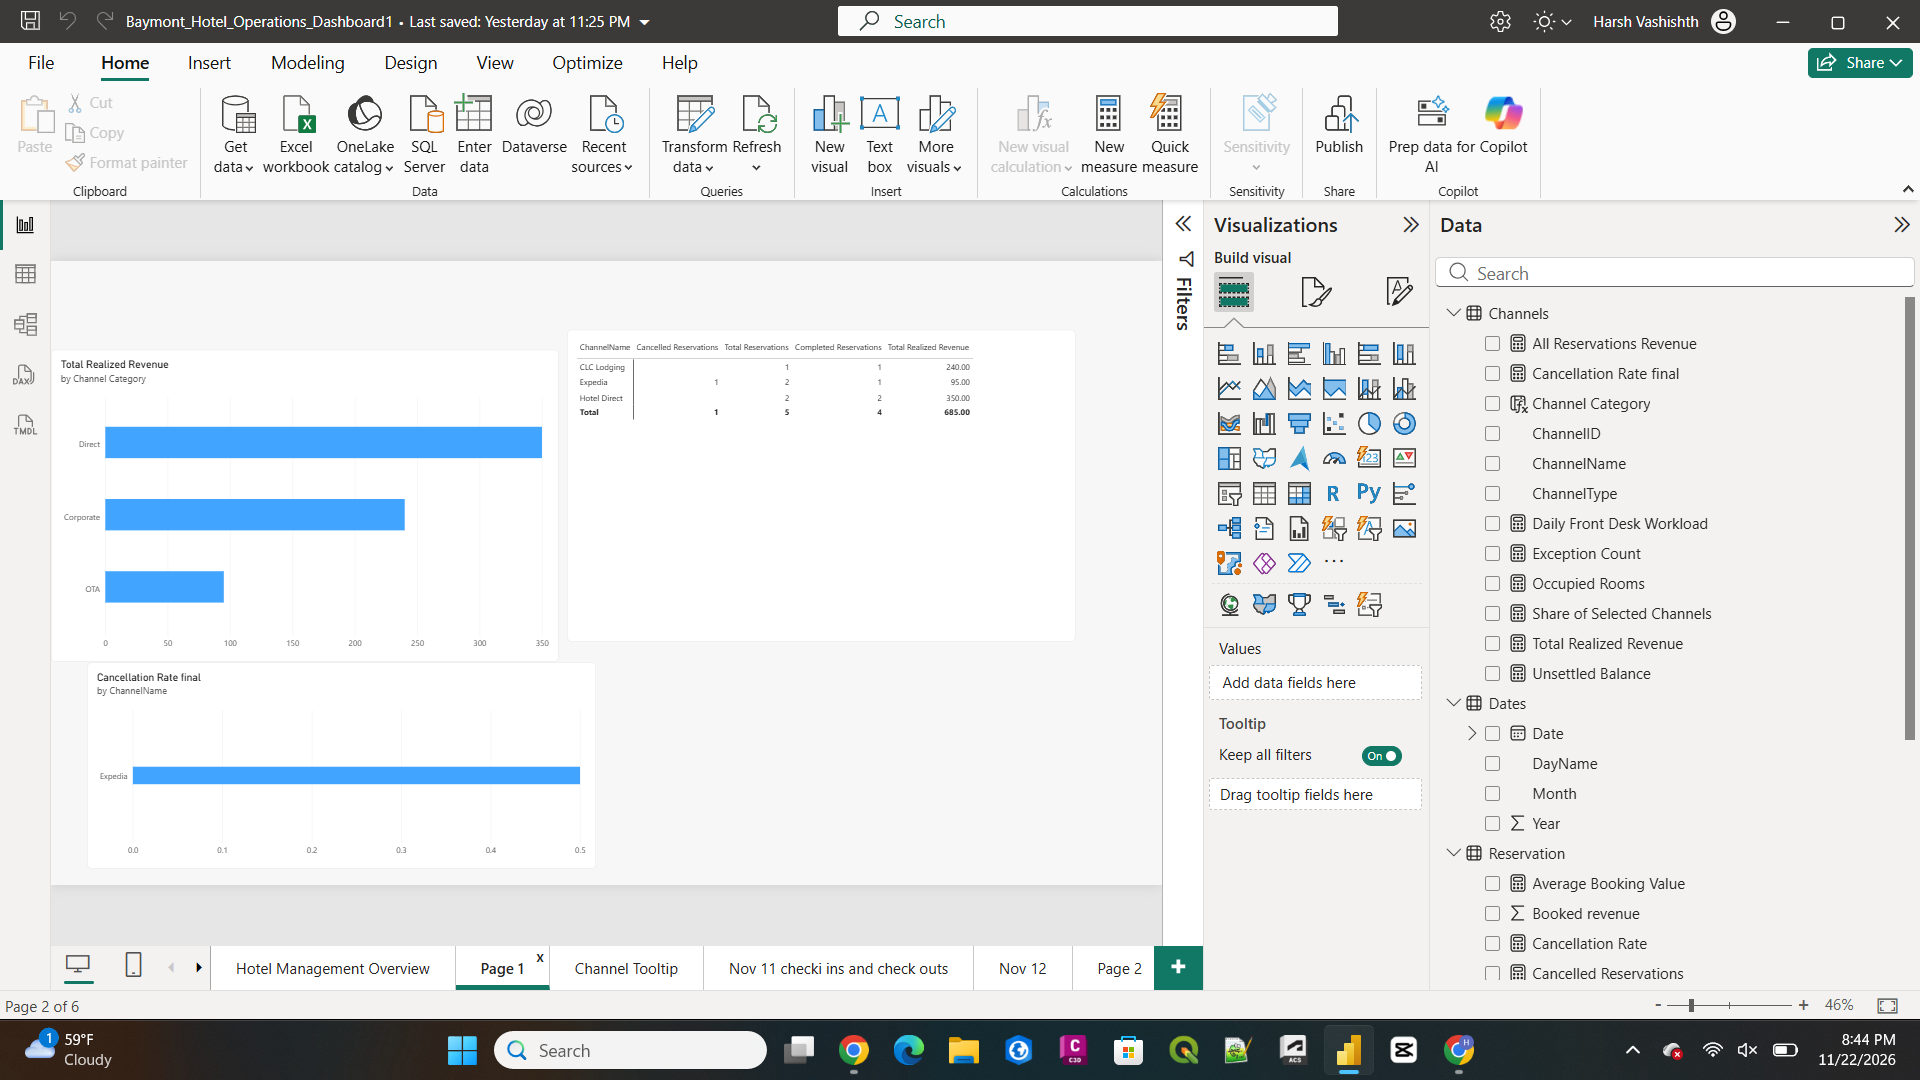 Baymont_Hotel_Operations_Dashboard1 • Last saved: Yesterday at 11:25 PM
Search
Harsh Vashishth
File Home Insert Modeling Design View Optimize Help
Share
Paste
Cut
Copy
Format painter
Clipboard
Get data
Excel workbook
OneLake catalog
SQL Server
Enter data
Dataverse
Recent sources
Data
Transform data
Refresh
Queries
New visual
Text box
More visuals
Insert
New visual calculation
New measure
Quick measure
Calculations
Sensitivity
Sensitivity
Publish
Share
Prep data for AI
Copilot
Copilot
DAX
TMDL
Total Realized Revenue
by Channel Category
Direct
Corporate
OTA
0 50 100 150 200 250 300 350
ChannelName Cancelled Reservations Total Reservations Completed Reservations Total Realized Revenue
CLC Lodging 1 1 240.00
Expedia 1 2 1 95.00
Hotel Direct 2 2 350.00
Total 1 5 4 685.00
Cancellation Rate final
by ChannelName
Expedia
0.0 0.1 0.2 0.3 0.4 0.5
Filters
Visualizations
Build visual
123
R
Py
Values
Add data fields here
Tooltip
Keep all filters
On
Drag tooltip fields here
Data
Search
Channels
All Reservations Revenue
Cancellation Rate final
Channel Category
ChannelID
ChannelName
ChannelType
Daily Front Desk Workload
Exception Count
Occupied Rooms
Share of Selected Channels
Total Realized Revenue
Unsettled Balance
Dates
Date
DayName
Month
Year
Reservation
Average Booking Value
Booked revenue
Cancellation Rate
Cancelled Reservations
Hotel Management Overview
Page 1
x
Channel Tooltip
Nov 11 checki ins and check outs
Nov 12
Page 2
+
Page 2 of 6
- + 46%
1
59°F
Cloudy
Search
C
C3D
ACS
H
8:44 PM
11/22/2026